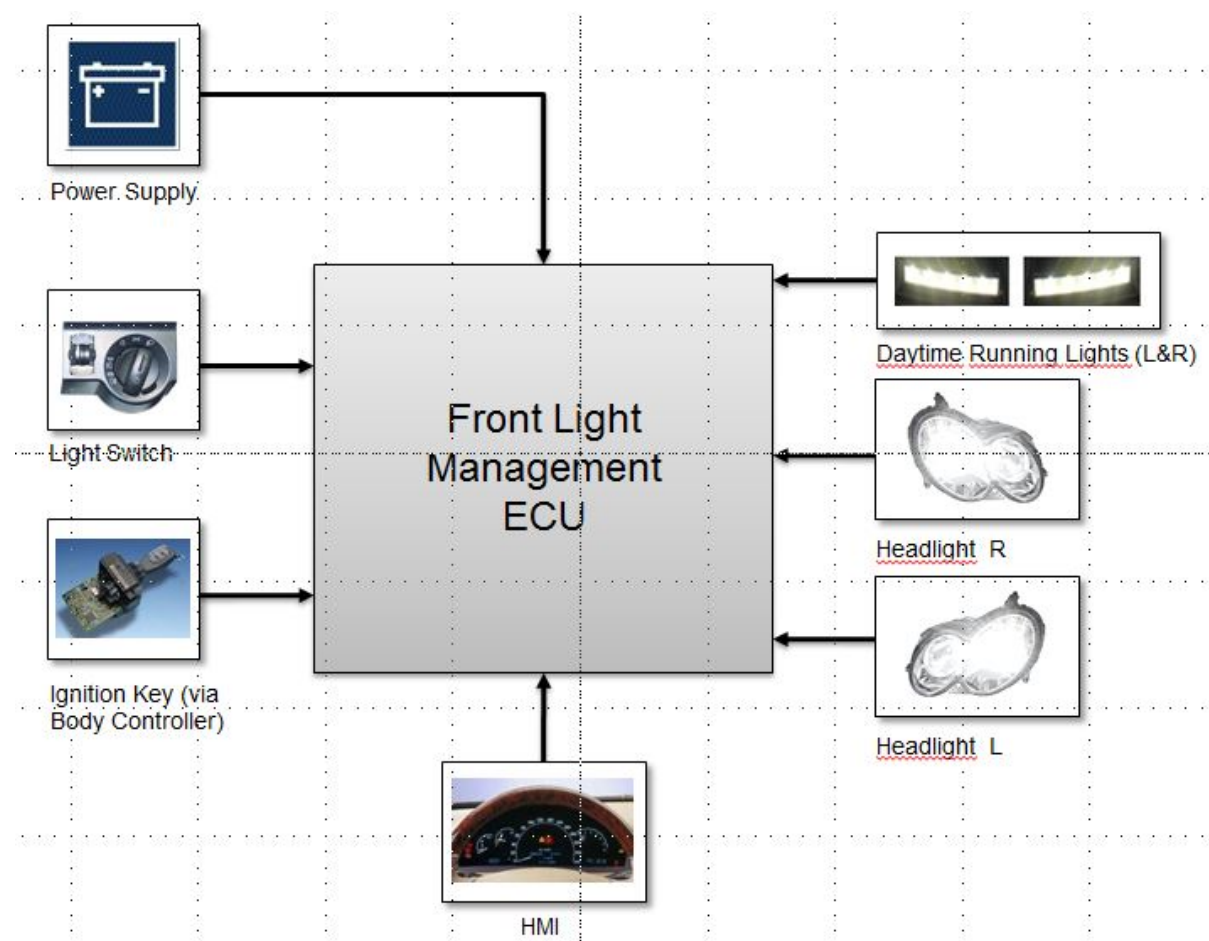 Power Supply
Light Switch
Ignition Key (via
Body Controller)
Front Light
Management
ECU
Daytime Running Lights (L&R)
Headlight R
Headlight L
HMI